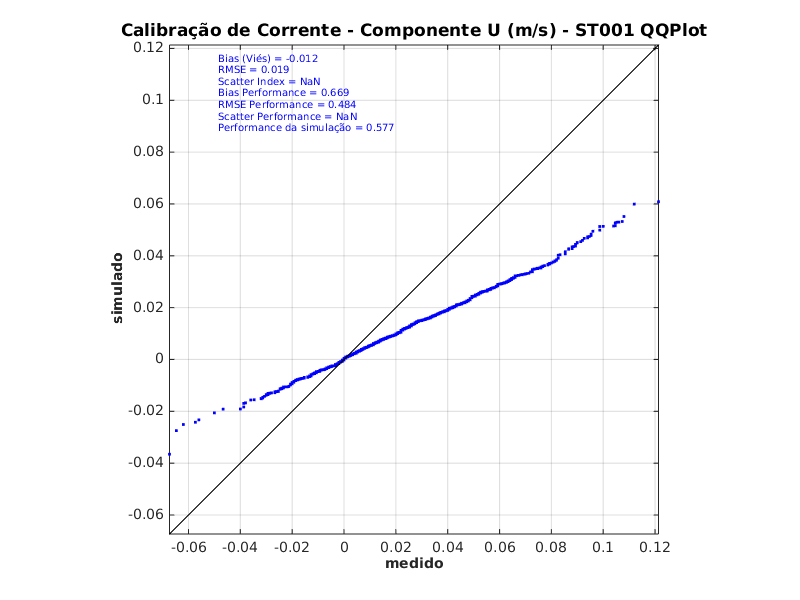 Calibração de Corrente - Componente U (m/s) - ST001 QQPlot
Bias (Viés) = -0.012
RMSE = 0.019
Scatter Index = NaN
Bias Performance = 0.669
RMSE Performance = 0.484
Scatter Performance = NaN
Performance da simulação = 0.577
0.12
0.1
0.08
0.06
0.04
0.02
0
-0.02
-0.04
-0.06
simulado
-0.06 -0.04 -0.02 0 0.02 0.04 0.06 0.08 0.1 0.12
medido